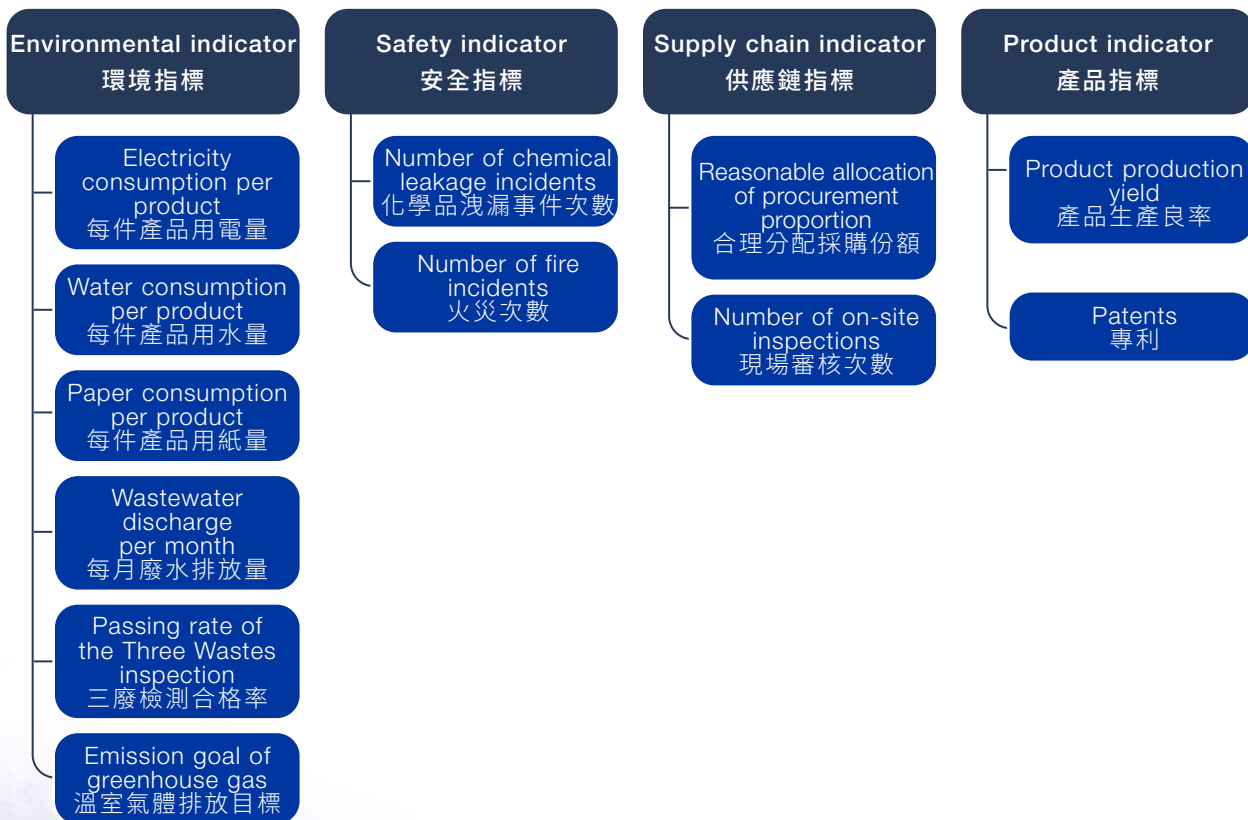 Environmental indicator
環境指標
Electricity
consumption per
product
每件產品用電量
Water consumption
per product
每件產品用水量
Paper consumption
per product
每件產品用紙量
Wastewater
discharge
per month
每月廢水排放量
Passing rate of
the Three Wastes
inspection
三廢檢測合格率
Emission goal of
greenhouse gas
溫室氣體排放目標
Safety indicator
安全指標
Number of chemical
leakage incidents
化學品洩漏事件次數
Number of fire
incidents
火災次數
Supply chain indicator
供應鏈指標
Reasonable allocation
of procurement
proportion
合理分配採購份額
Number of on-site
inspections
現場審核次數
Product indicator
產品指標
Product production
yield
產品生產良率
Patents
專利